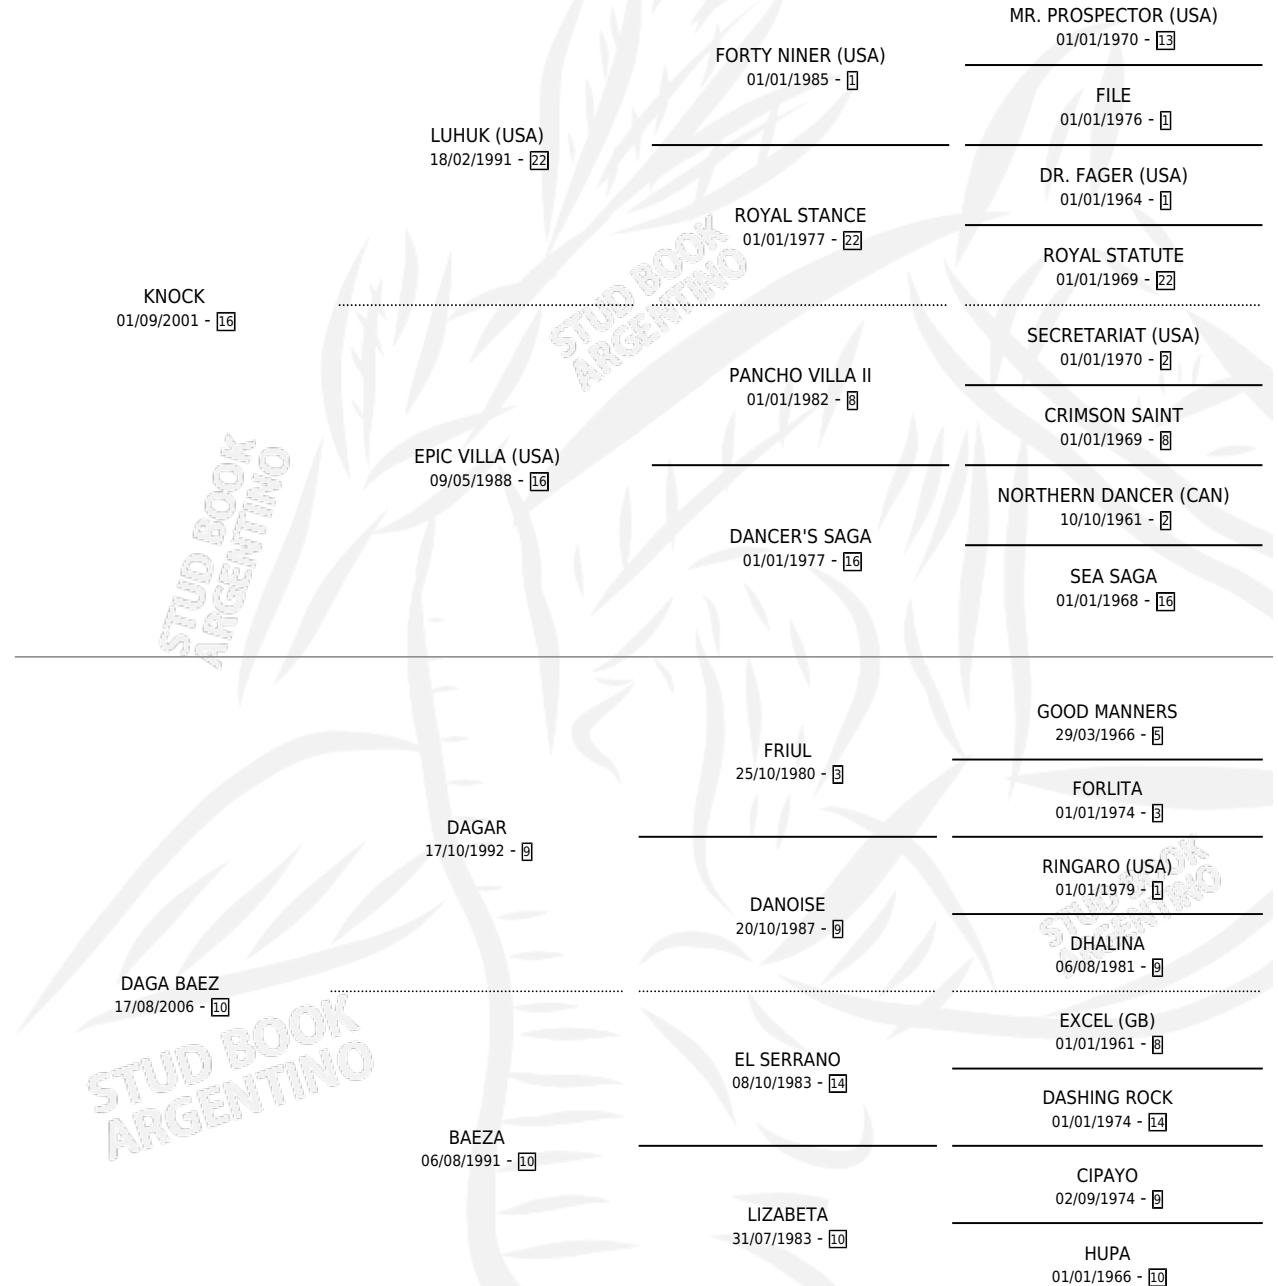 MR. PROSPECTOR (USA)
01/01/1970 - 13
FORTY NINER (USA)
01/01/1985 - 1
FILE
01/01/1976 - 1
LUHUK (USA)
18/02/1991 - 22
DR. FAGER (USA)
01/01/1964 - 1
ROYAL STANCE
01/01/1977 - 22
ROYAL STATUTE
01/01/1969 - 22
STUD BOOK
ARGENTINO
KNOCK
01/09/2001 - 16
SECRETARIAT (USA)
01/01/1970 - 2
PANCHO VILLA II
01/01/1982 - 8
CRIMSON SAINT
01/01/1969 - 8
EPIC VILLA (USA)
09/05/1988 - 16
NORTHERN DANCER (CAN)
10/10/1961 - 2
DANCER'S SAGA
01/01/1977 - 16
SEA SAGA
01/01/1968 - 16
STUD BOOK
ARGENTINO
GOOD MANNERS
29/03/1966 - 5
FRIUL
25/10/1980 - 3
FORLITA
01/01/1974 - 3
DAGAR
17/10/1992 - 9
RINGARO (USA)
01/01/1979 - 1
DANOISE
20/10/1987 - 9
DHALINA
06/08/1981 - 9
STUD BOOK
ARGENTINO
DAGA BAEZ
17/08/2006 - 10
EXCEL (GB)
01/01/1961 - 8
EL SERRANO
08/10/1983 - 14
DASHING ROCK
01/01/1974 - 14
STUD BOOK
ARGENTINO
BAEZA
06/08/1991 - 10
CIPAYO
02/09/1974 - 9
LIZABETA
31/07/1983 - 10
HUPA
01/01/1966 - 10